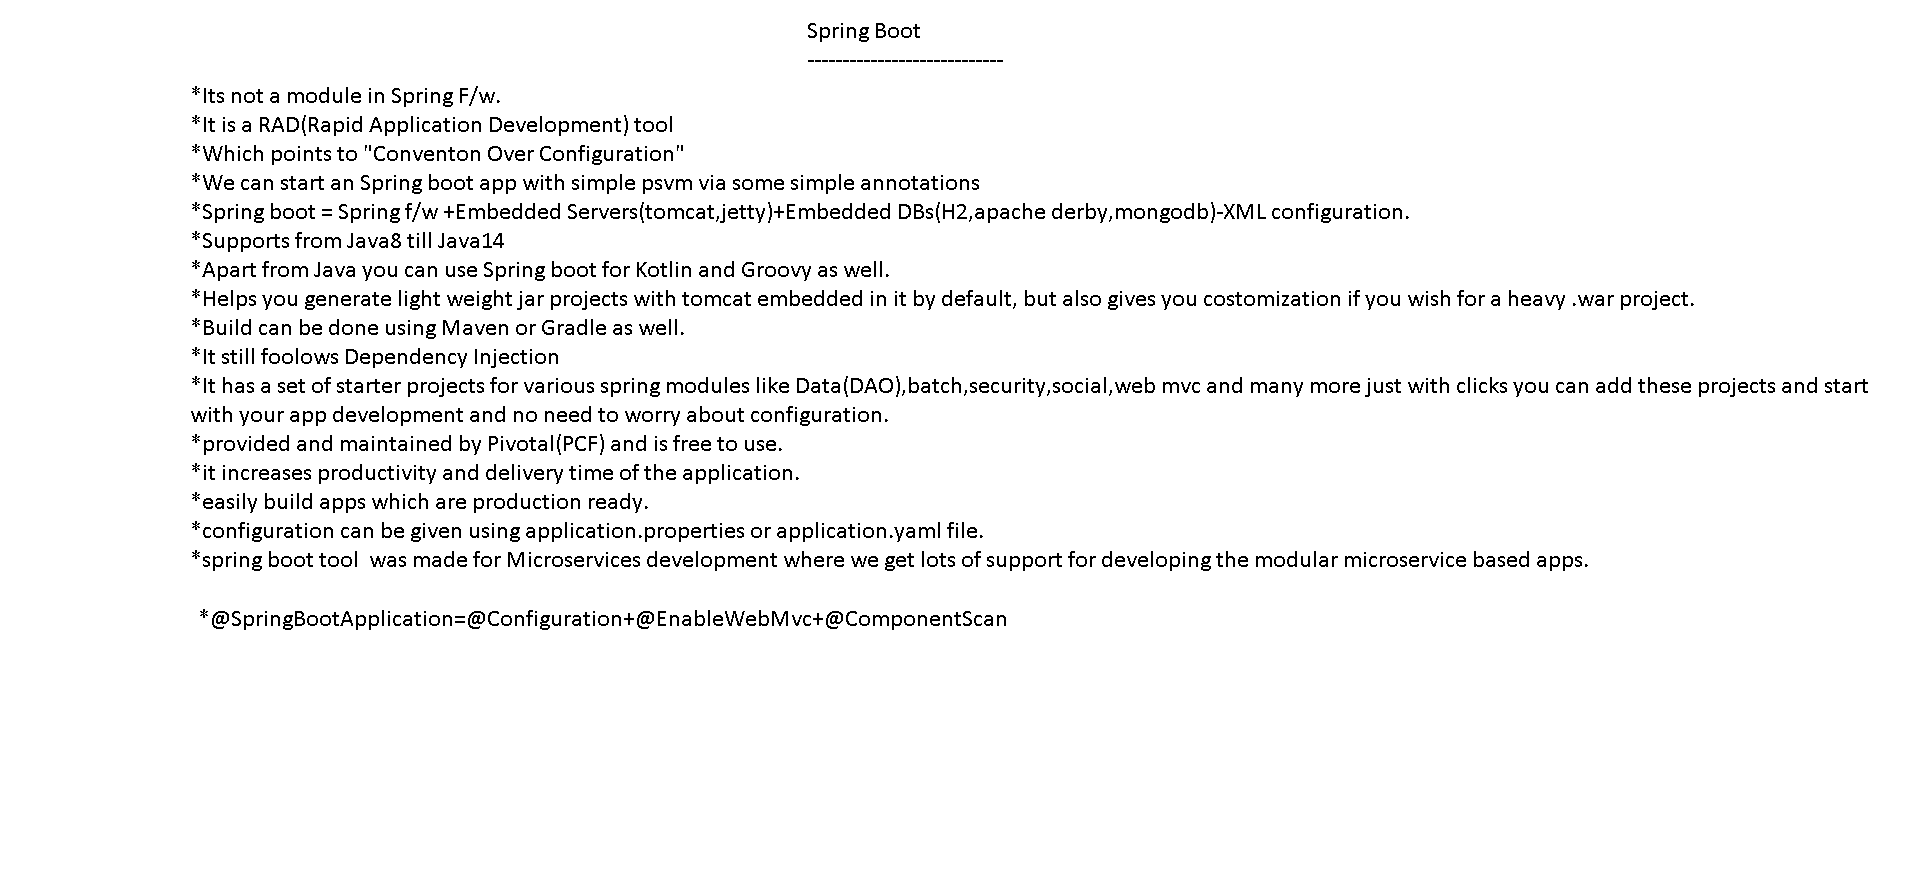 Spring Boot
----------------------------
*Its not a module in Spring F/w.
*It is a RAD(Rapid Application Development) tool
*Which points to "Conventon Over Configuration"
*We can start an Spring boot app with simple psvm via some simple annotations
*Spring boot = Spring f/w +Embedded Servers(tomcat,jetty)+Embedded DBs(H2,apache derby,mongodb)-XML configuration.
*Supports from Java8 till Java14
*Apart from Java you can use Spring boot for Kotlin and Groovy as well.
*Helps you generate light weight jar projects with tomcat embedded in it by default, but also gives you costomization if you wish for a heavy .war project.
*Build can be done using Maven or Gradle as well.
*It still foolows Dependency Injection
*It has a set of starter projects for various spring modules like Data(DAO),batch,security,social,web mvc and many more just with clicks you can add these projects and start
with your app development and no need to worry about configuration.
*provided and maintained by Pivotal(PCF) and is free to use.
*it increases productivity and delivery time of the application.
*easily build apps which are production ready.
*configuration can be given using application.properties or application.yaml file.
*spring boot tool  was made for Microservices development where we get lots of support for developing the modular microservice based apps.
*@SpringBootApplication=@Configuration+@EnableWebMvc+@ComponentScan